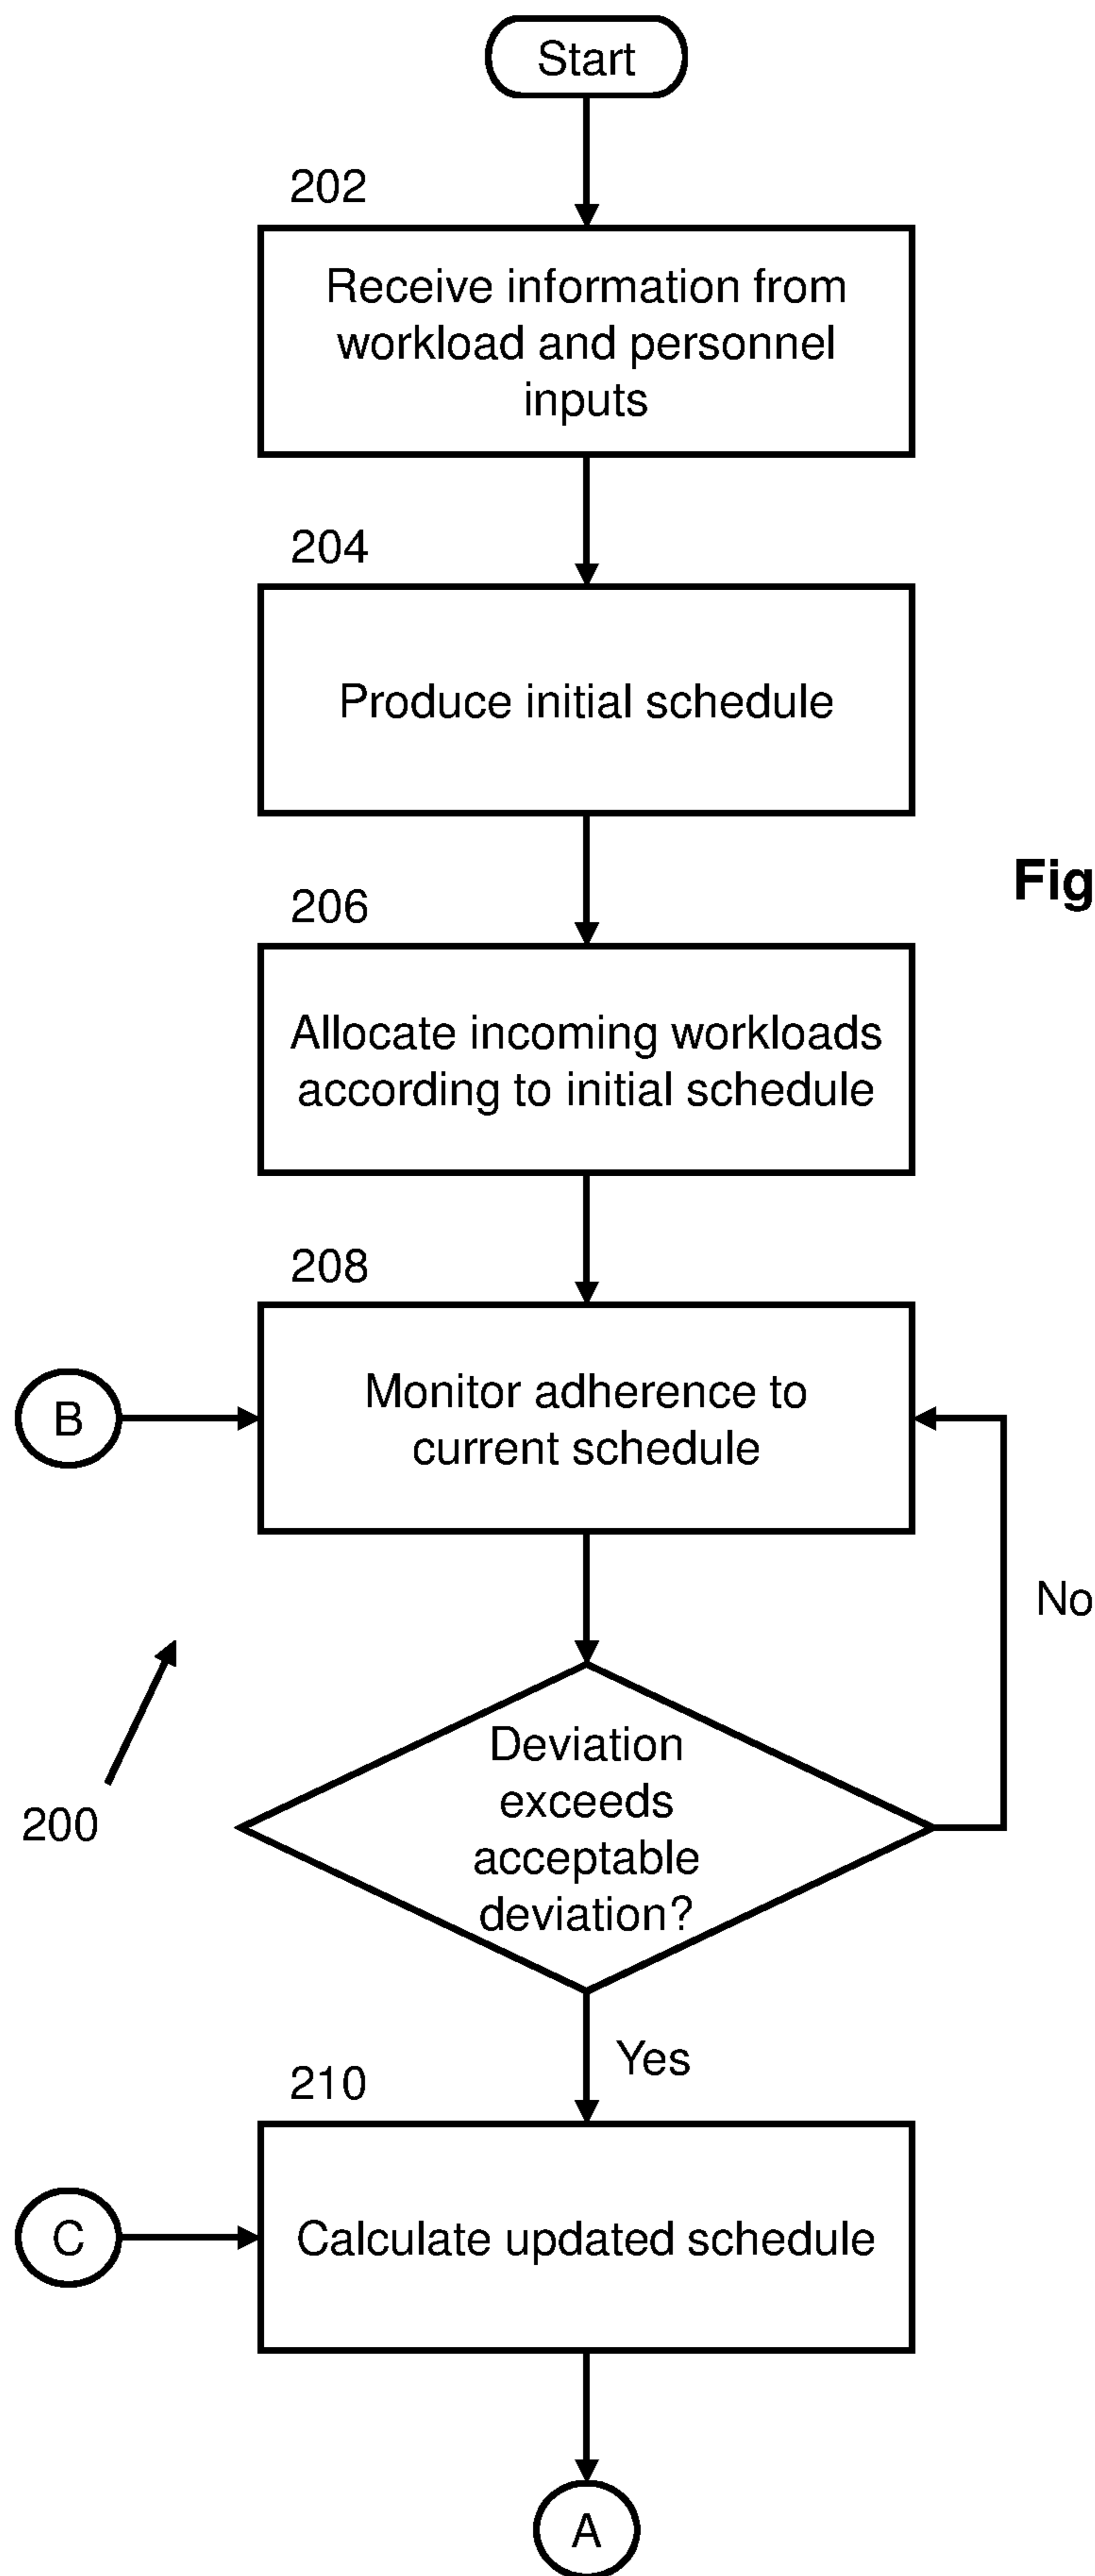 Start
202
Receive information from
workload and personnel
inputs
204
Produce initial schedule
Fig
206
Allocate incoming workloads
according to initial schedule
208
Monitor adherence to
current schedule
B
No
Deviation
exceeds
acceptable
deviation?
200
Yes
210
Calculate updated schedule
C
A